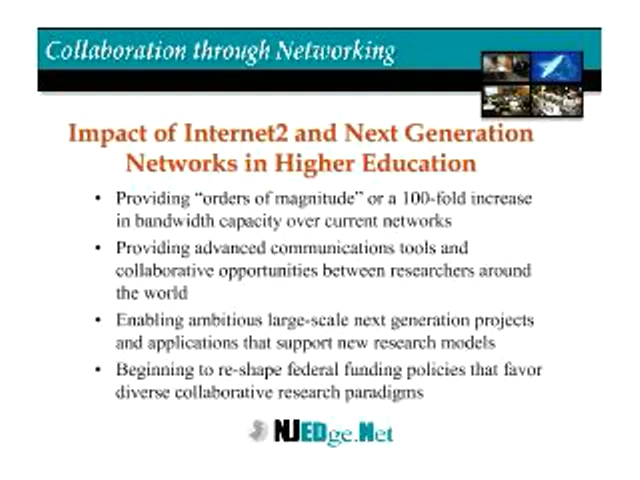 Collaboration through Networking
Impact of Internet2 and Next Generation
Networks in Higher Education
• Providing “orders of magnitude” or a 100-fold increase
in bandwidth capacity over current networks
• Providing advanced communications tools and
collaborative opportunities between researchers around
the world
• Enabling ambitious large-scale next generation projects
and applications that support new research models
• Beginning to re-shape federal funding policies that favor
diverse collaborative research paradigms
NJEDge.Net